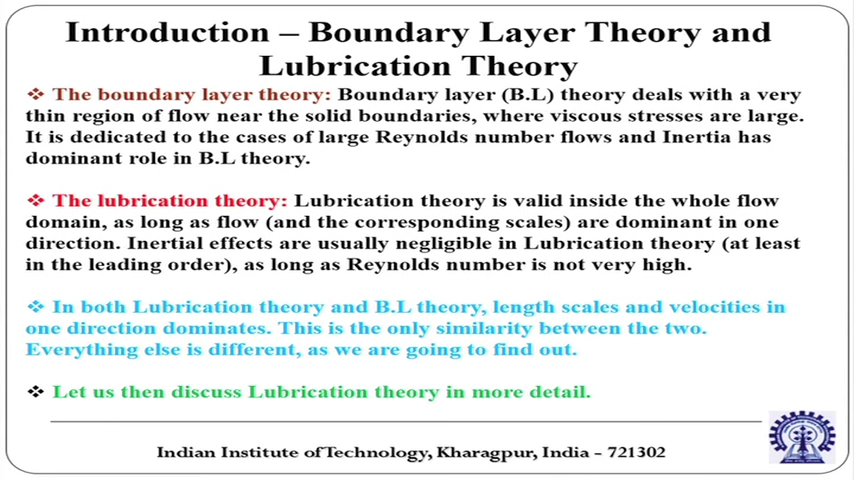 Introduction – Boundary Layer Theory and
Lubrication Theory
❖ The boundary layer theory: Boundary layer (B.L) theory deals with a very
thin region of flow near the solid boundaries, where viscous stresses are large.
It is dedicated to the cases of large Reynolds number flows and Inertia has
dominant role in B.L theory.
❖ The lubrication theory: Lubrication theory is valid inside the whole flow
domain, as long as flow (and the corresponding scales) are dominant in one
direction. Inertial effects are usually negligible in Lubrication theory (at least
in the leading order), as long as Reynolds number is not very high.
❖ In both Lubrication theory and B.L theory, length scales and velocities in
one direction dominates. This is the only similarity between the two.
Everything else is different, as we are going to find out.
❖ Let us then discuss Lubrication theory in more detail.
Indian Institute of Technology, Kharagpur, India – 721302